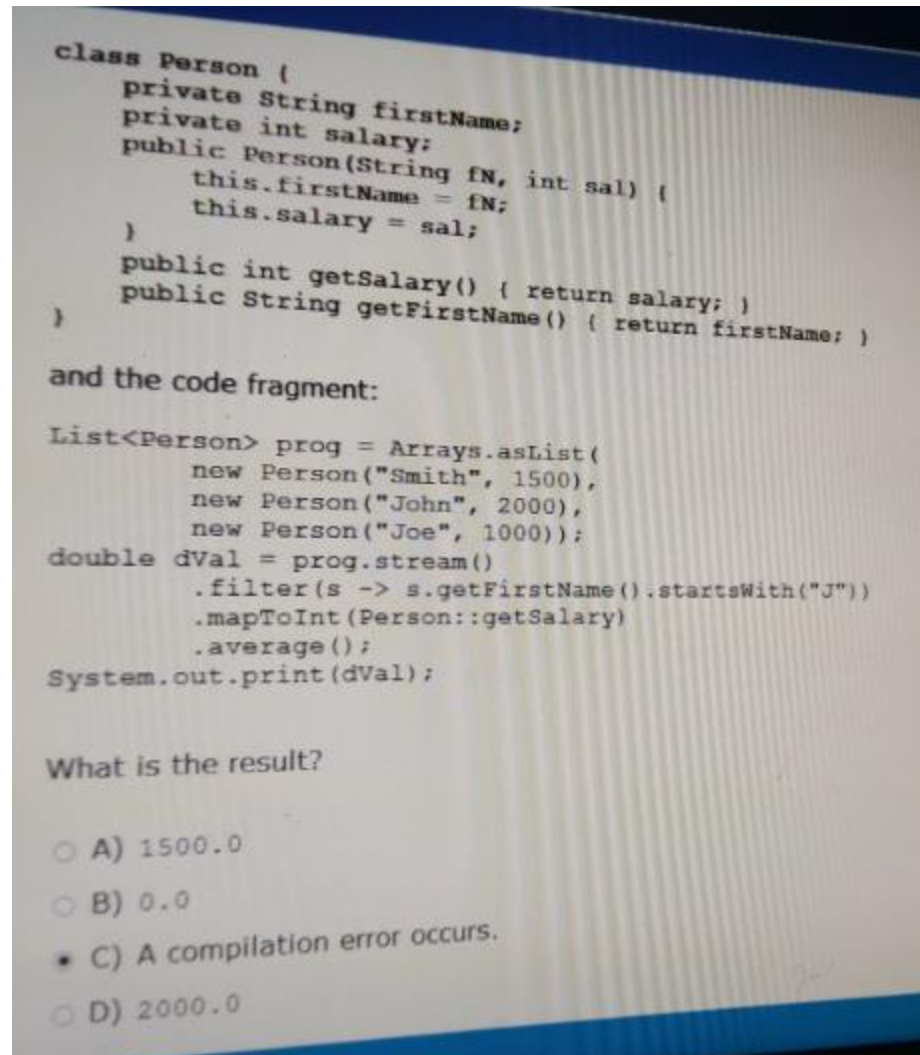 class Person {
private String firstName;
private int salary;
public Person(String fN, int sal) {
this.firstName = fN;
this.salary = sal;
}
public int getSalary() { return salary; }
public String getFirstName() { return firstName; }
}
and the code fragment:
List<Person> prog = Arrays.asList(
new Person("Smith", 1500),
new Person("John", 2000),
new Person("Joe", 1000));
double dVal = prog.stream()
.filter(s -> s.getFirstName().startsWith("J"))
.mapToInt(Person::getSalary)
.average();
System.out.print(dVal);
What is the result?
A) 1500.0
B) 0.0
C) A compilation error occurs.
D) 2000.0